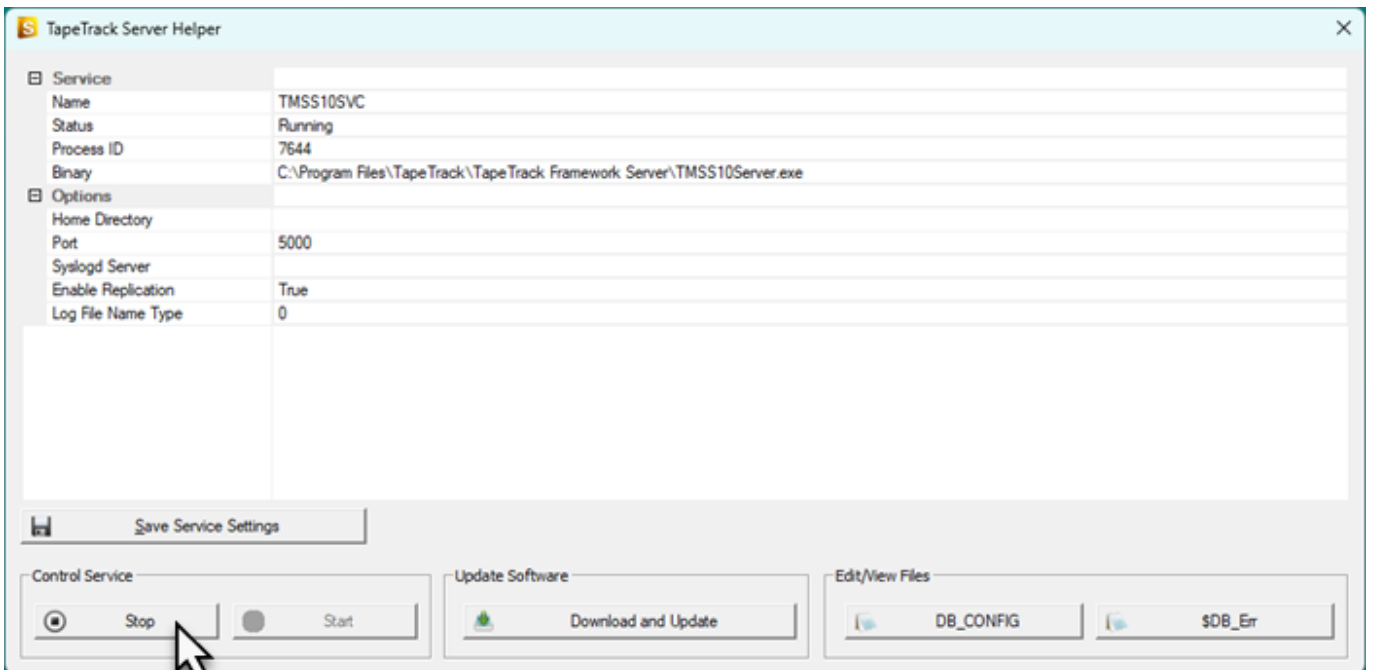 TapeTrack Server Helper
Service
Name TMSS10SVC
Status Running
Process ID 7644
Binary C:\Program Files\TapeTrack\TapeTrack Framework Server\TMSS10Server.exe
Options
Home Directory
Port 5000
Syslogd Server
Enable Replication True
Log File Name Type 0
Save Service Settings
Control Service Update Software Edit/View Files
Stop Start Download and Update DB_CONFIG $DB_Err